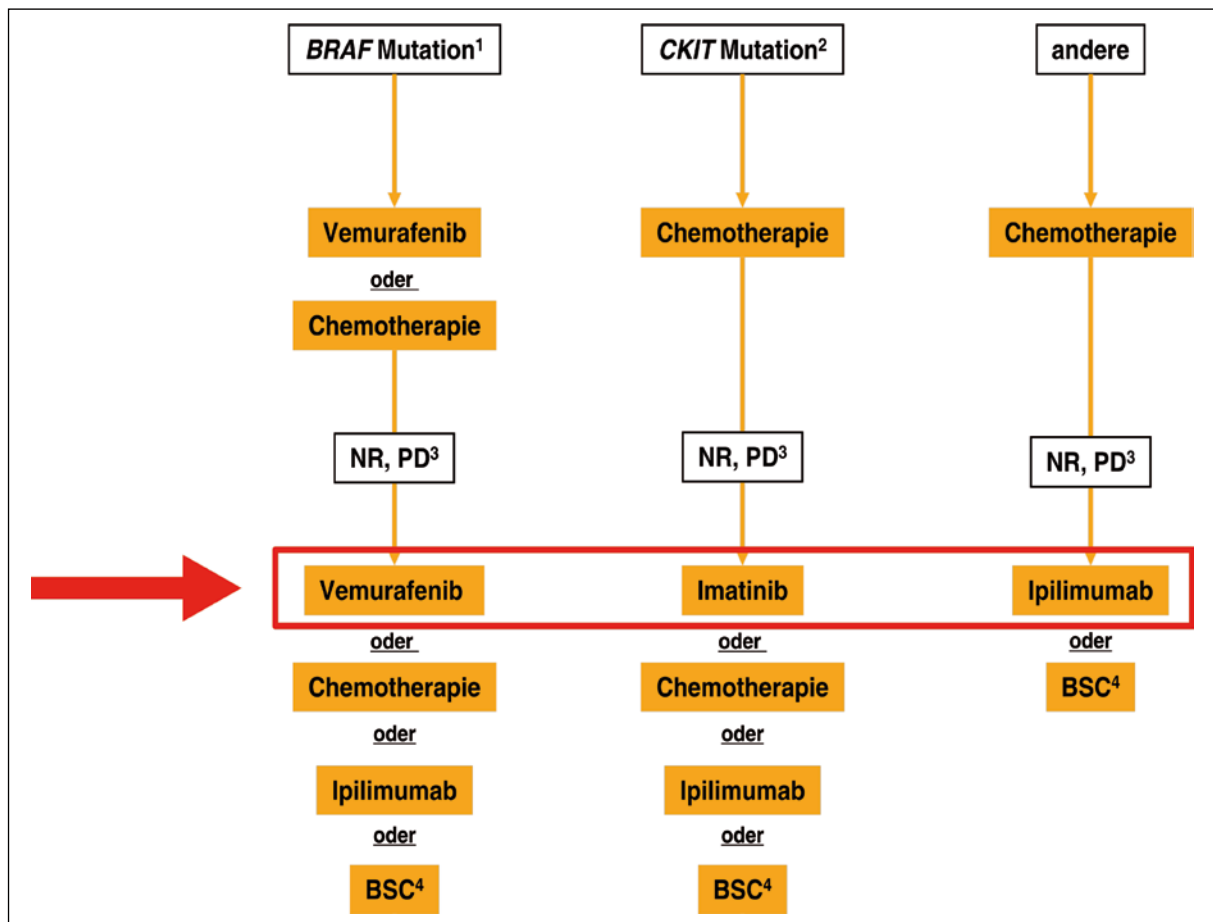 BRAF Mutation¹
CKIT Mutation²
andere
Vemurafenib
oder
Chemotherapie
Chemotherapie
Chemotherapie
NR, PD³
NR, PD³
NR, PD³
Vemurafenib
oder
Chemotherapie
oder
Ipilimumab
oder
BSC⁴
Imatinib
oder
Chemotherapie
oder
Ipilimumab
oder
BSC⁴
Ipilimumab
oder
BSC⁴